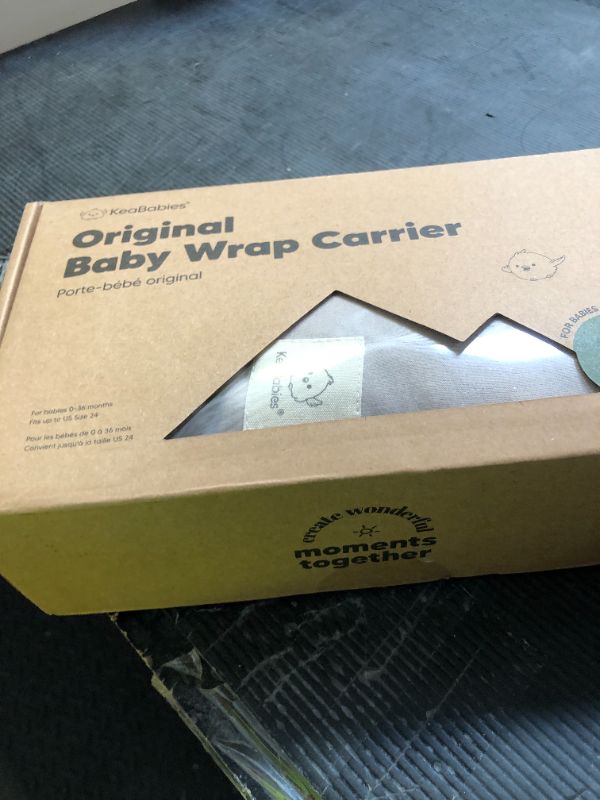 KeaBabies®
Original
Baby Wrap Carrier
Porte-bébé original
FOR BABIES
KeaBabies®
For babies 0-36 months
Fits up to US Size 24
Pour les bébés de 0 à 36 mois
Convient jusqu'à la taille US 24
create wonderful
moments
together